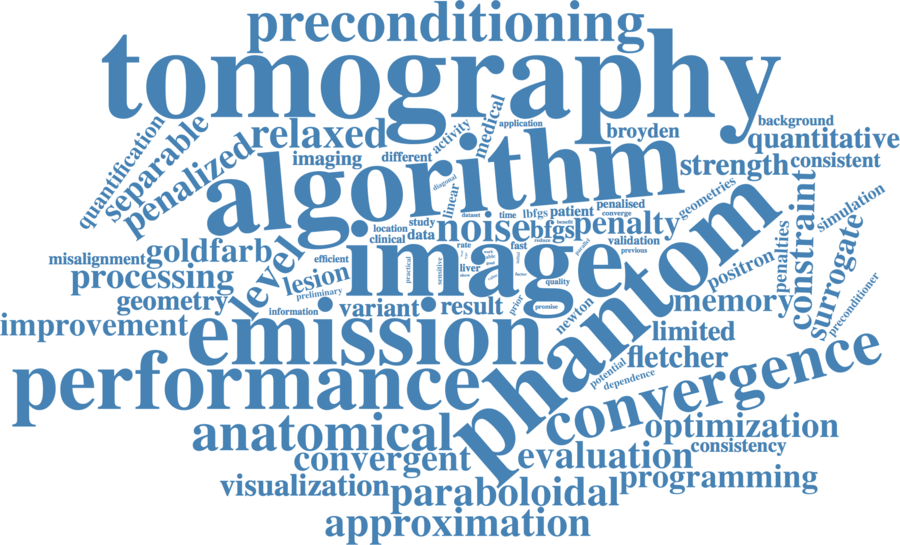 preconditioning
tomography
background
quantification
separable
penalized
relaxed
imaging
different
activity
medical
application
broyden
quantitative
algorithm
strength
consistent
diagonal
linear
dataset
time
lbfgs
patient
penalised
converge
geometries
phantom
constraint
simulation
location
study
clinical
data
noise
bfgs
benefit
penalty
validation
previous
penalties
surrogate
misalignment
goldfarb
level
efficient
rate
fast
reduce
parallel
positron
processing
lesion
preliminary
image
practical
sensitive
liver
quality
preconditioner
geometry
information
variant
result
prior
promise
newton
memory
improvement
emission
limited
fletcher
performance
potential
dependence
convergence
anatomical
optimization
convergent
evaluation
consistency
visualization
paraboloidal
programming
approximation